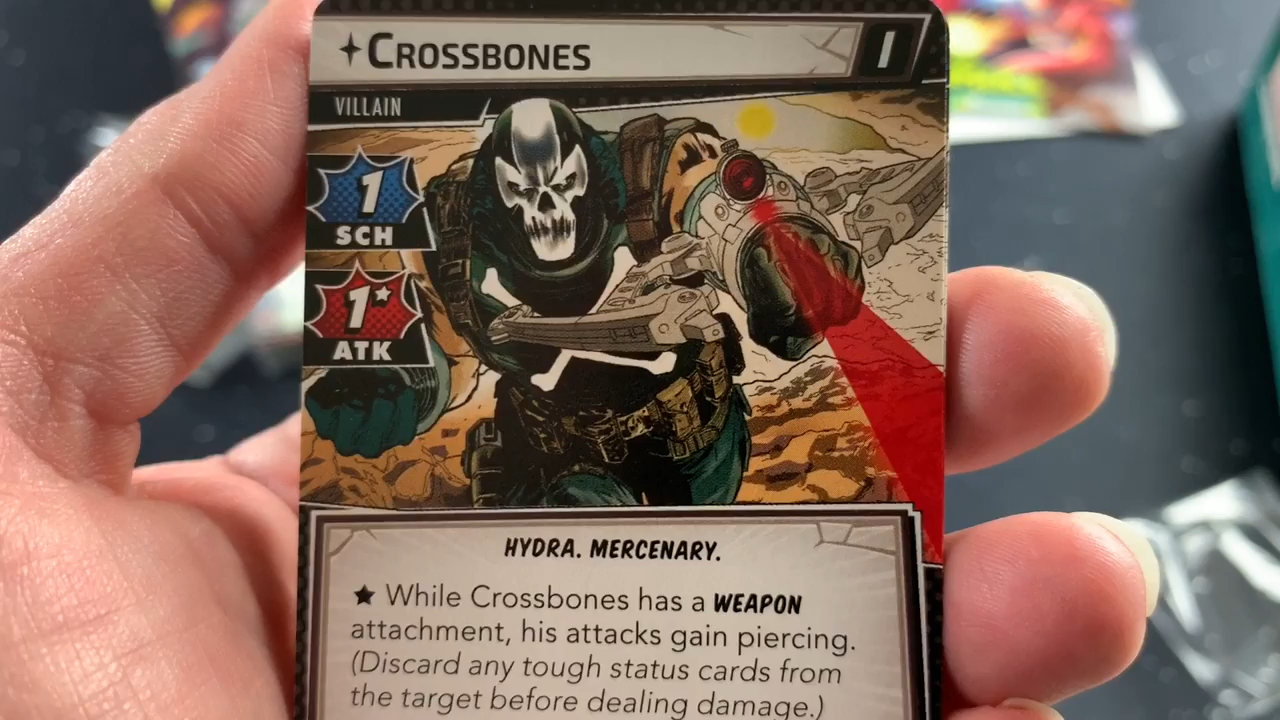 CROSSBONES
I
VILLAIN
1
SCH
1★
ATK
HYDRA. MERCENARY.
★ While Crossbones has a WEAPON
attachment, his attacks gain piercing.
(Discard any tough status cards from
the target before dealing damage.)